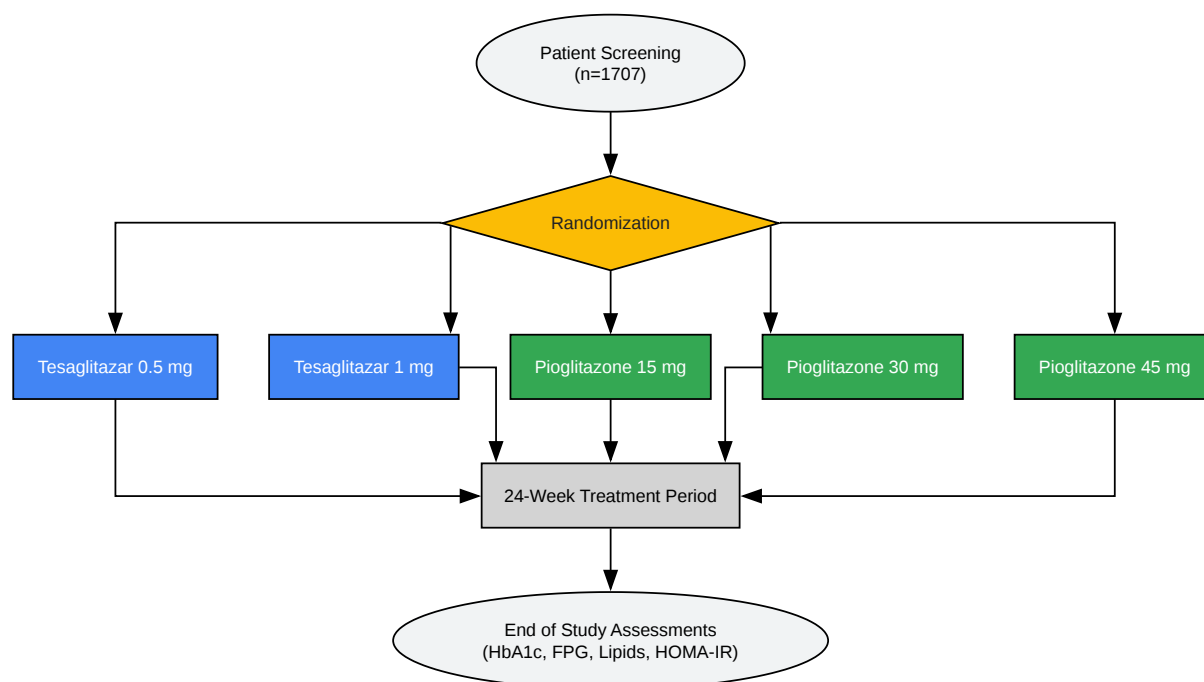 Patient Screening
(n=1707)
Randomization
Tesaglitazar 0.5 mg
Tesaglitazar 1 mg
Pioglitazone 15 mg
Pioglitazone 30 mg
Pioglitazone 45 mg
24-Week Treatment Period
End of Study Assessments
(HbA1c, FPG, Lipids, HOMA-IR)